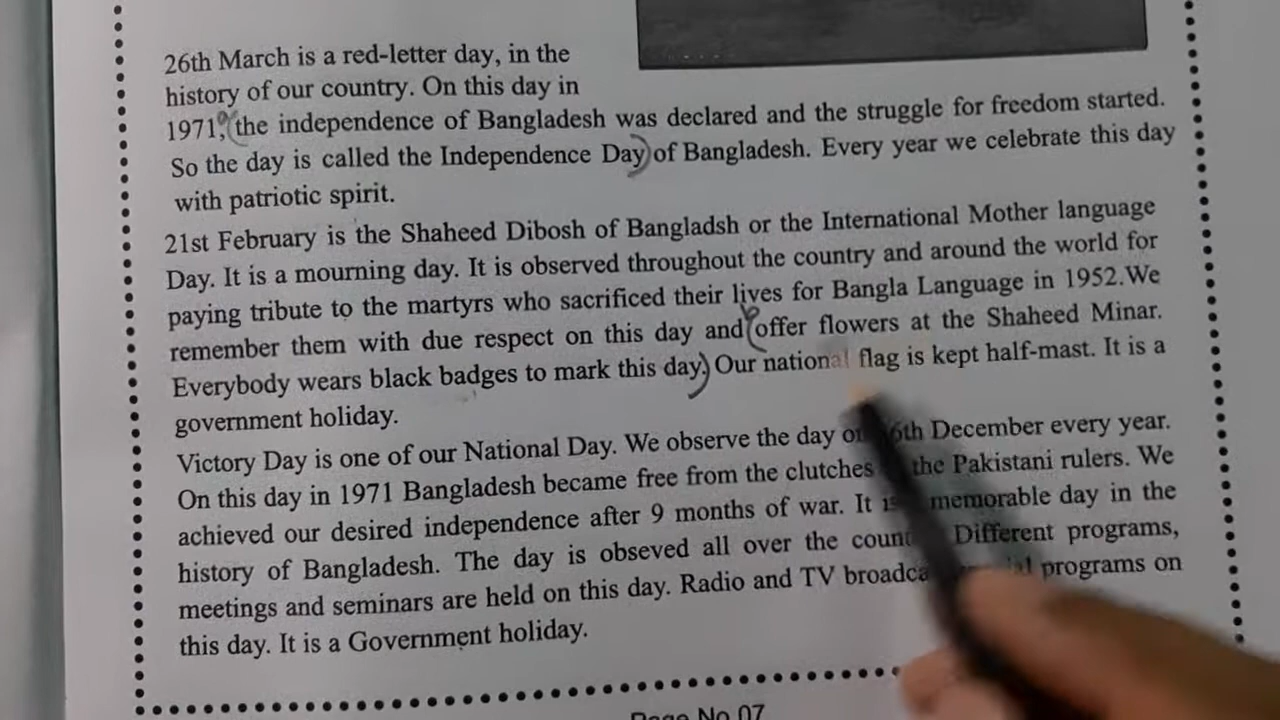 26th March is a red-letter day, in the
history of our country. On this day in
1971, the independence of Bangladesh was declared and the struggle for freedom started.
So the day is called the Independence Day of Bangladesh. Every year we celebrate this day
with patriotic spirit.
21st February is the Shaheed Dibosh of Bangladsh or the International Mother language
Day. It is a mourning day. It is observed throughout the country and around the world for
paying tribute to the martyrs who sacrificed their lives for Bangla Language in 1952.We
remember them with due respect on this day and offer flowers at the Shaheed Minar.
Everybody wears black badges to mark this day. Our national flag is kept half-mast. It is a
government holiday.
Victory Day is one of our National Day. We observe the day 6th December every year.
On this day in 1971 Bangladesh became free from the clutches the Pakistani rulers. We
achieved our desired independence after 9 months of war. It is memorable day in the
history of Bangladesh. The day is obseved all over the Different programs,
meetings and seminars are held on this day. Radio and TV programs on
this day. It is a Government holiday.
Page No 07